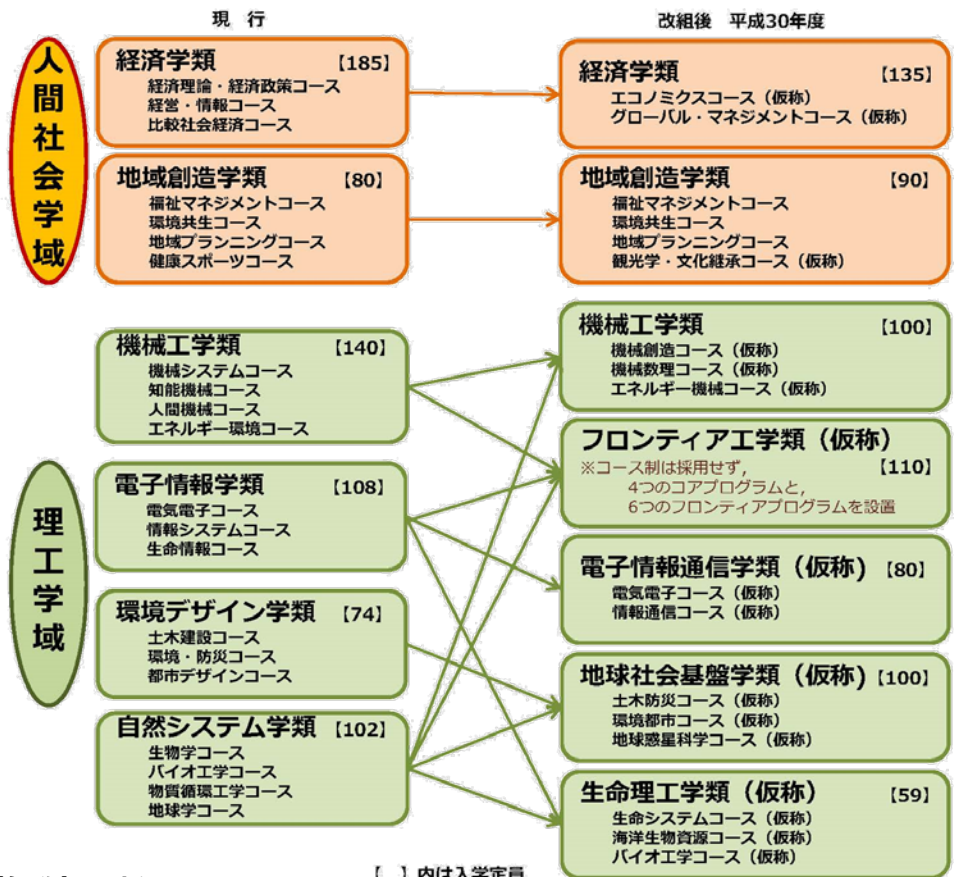 現 行
改組後 平成30年度
人間社会学域
経済学類 【185】
経済理論・経済政策コース
経営・情報コース
比較社会経済コース
経済学類 【135】
エコノミクスコース（仮称）
グローバル・マネジメントコース（仮称）
地域創造学類 【80】
福祉マネジメントコース
環境共生コース
地域プランニングコース
健康スポーツコース
地域創造学類 【90】
福祉マネジメントコース
環境共生コース
地域プランニングコース
観光学・文化継承コース（仮称）
理工学域
機械工学類 【140】
機械システムコース
知能機械コース
人間機械コース
エネルギー環境コース
電子情報学類 【108】
電気電子コース
情報システムコース
生命情報コース
環境デザイン学類 【74】
土木建設コース
環境・防災コース
都市デザインコース
自然システム学類 【102】
生物学コース
バイオ工学コース
物質循環工学コース
地球学コース
機械工学類 【100】
機械創造コース（仮称）
機械数理コース（仮称）
エネルギー機械コース（仮称）
フロンティア工学類（仮称）
※コース制は採用せず， 【110】
4つのコアプログラムと，
6つのフロンティアプログラムを設置
電子情報通信学類（仮称）【80】
電気電子コース（仮称）
情報通信コース（仮称）
地球社会基盤学類（仮称）【100】
土木防災コース（仮称）
環境都市コース（仮称）
地球惑星科学コース（仮称）
生命理工学類（仮称） 【59】
生命システムコース（仮称）
海洋生物資源コース（仮称）
バイオ工学コース（仮称）
【 】内は入学定員